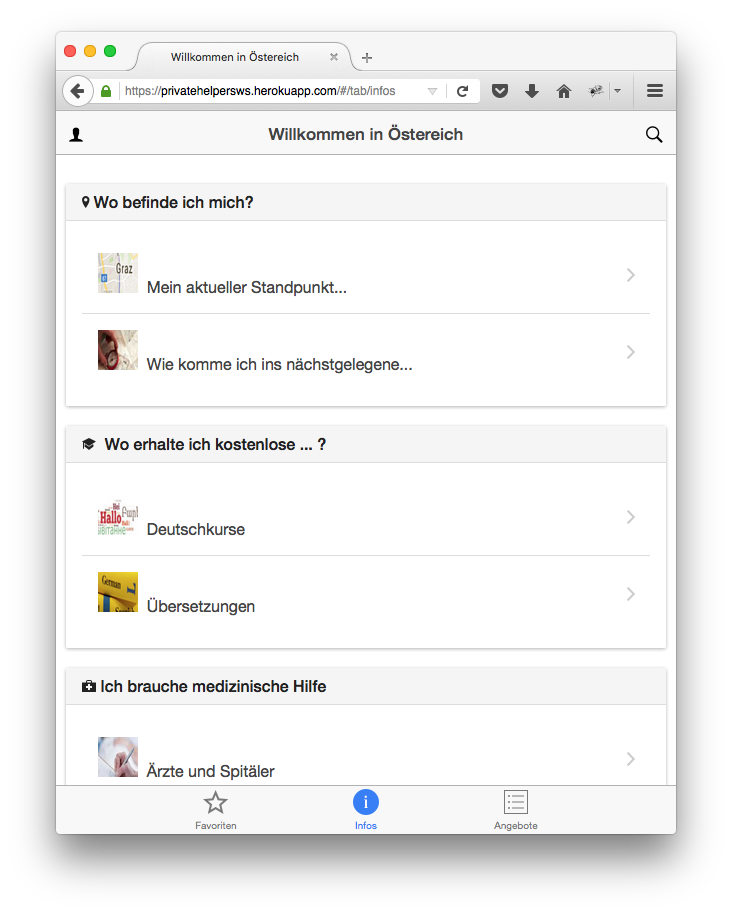 Willkommen in Östereich
https://privatehelpersws.herokuapp.com/#/tab/infos
Willkommen in Östereich
Wo befinde ich mich?
Graz
Mein aktueller Standpunkt...
Wie komme ich ins nächstgelegene...
Wo erhalte ich kostenlose ... ?
Hallo
Deutschkurse
German
Übersetzungen
Ich brauche medizinische Hilfe
Ärzte und Spitäler
Favoriten
Infos
Angebote